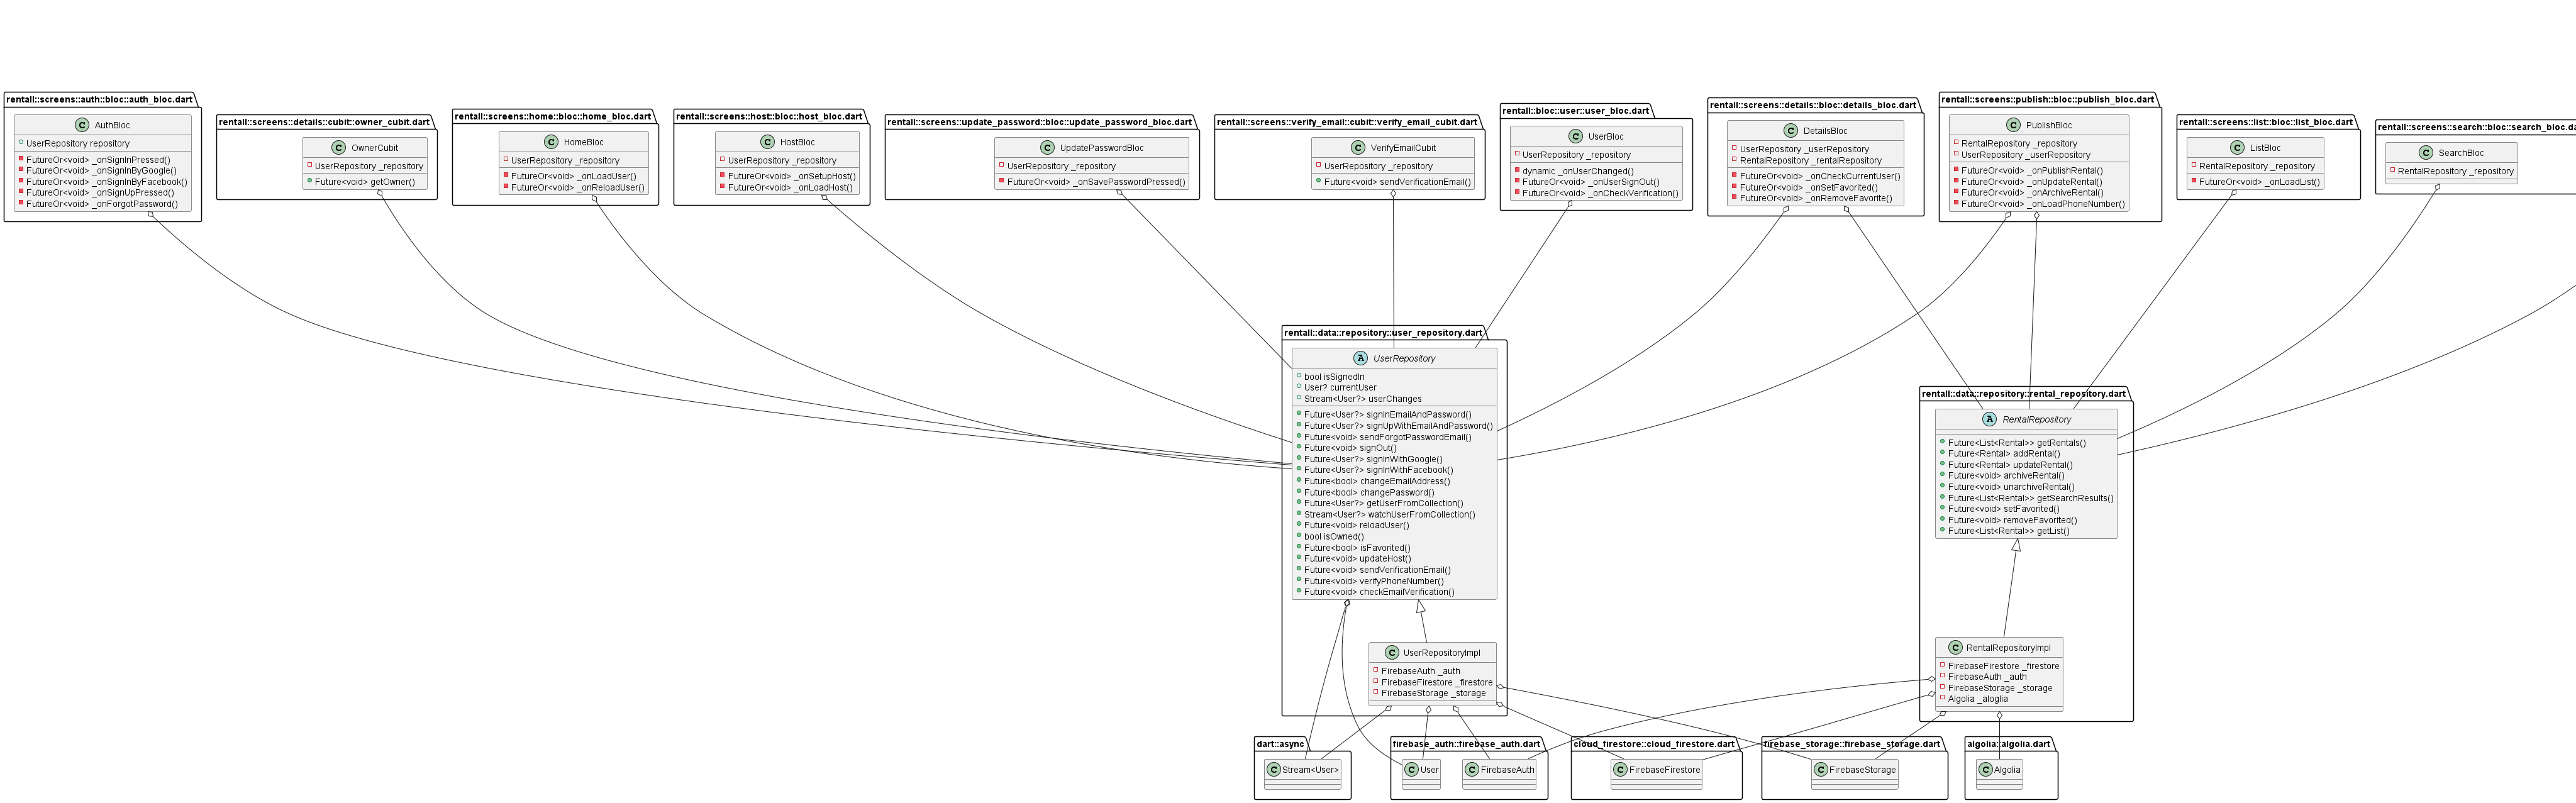 rentall::screens::auth::bloc::auth_bloc.dart
AuthBloc
UserRepository repository
FutureOr<void> _onSignInPressed()
FutureOr<void> _onSignInByGoogle()
FutureOr<void> _onSignInByFacebook()
FutureOr<void> _onSignUpPressed()
FutureOr<void> _onForgotPassword()
rentall::screens::details::cubit::owner_cubit.dart
OwnerCubit
UserRepository _repository
Future<void> getOwner()
rentall::screens::home::bloc::home_bloc.dart
HomeBloc
UserRepository _repository
FutureOr<void> _onLoadUser()
FutureOr<void> _onReloadUser()
rentall::screens::host::bloc::host_bloc.dart
HostBloc
UserRepository _repository
FutureOr<void> _onSetupHost()
FutureOr<void> _onLoadHost()
rentall::screens::update_password::bloc::update_password_bloc.dart
UpdatePasswordBloc
UserRepository _repository
FutureOr<void> _onSavePasswordPressed()
rentall::screens::verify_email::cubit::verify_email_cubit.dart
VerifyEmailCubit
UserRepository _repository
Future<void> sendVerificationEmail()
rentall::bloc::user::user_bloc.dart
UserBloc
UserRepository _repository
dynamic _onUserChanged()
FutureOr<void> _onUserSignOut()
FutureOr<void> _onCheckVerification()
rentall::screens::details::bloc::details_bloc.dart
DetailsBloc
UserRepository _userRepository
RentalRepository _rentalRepository
FutureOr<void> _onCheckCurrentUser()
FutureOr<void> _onSetFavorited()
FutureOr<void> _onRemoveFavorite()
rentall::screens::publish::bloc::publish_bloc.dart
PublishBloc
RentalRepository _repository
UserRepository _userRepository
FutureOr<void> _onPublishRental()
FutureOr<void> _onUpdateRental()
FutureOr<void> _onArchiveRental()
FutureOr<void> _onLoadPhoneNumber()
rentall::screens::list::bloc::list_bloc.dart
ListBloc
RentalRepository _repository
FutureOr<void> _onLoadList()
rentall::screens::search::bloc::search_bloc.da
SearchBloc
RentalRepository _repository
rentall::data::repository::user_repository.dart
UserRepository
bool isSignedIn
User? currentUser
Stream<User?> userChanges
Future<User?> signInEmailAndPassword()
Future<User?> signUpWithEmailAndPassword()
Future<void> sendForgotPasswordEmail()
Future<void> signOut()
Future<User?> signInWithGoogle()
Future<User?> signInWithFacebook()
Future<bool> changeEmailAddress()
Future<bool> changePassword()
Future<User?> getUserFromCollection()
Stream<User?> watchUserFromCollection()
Future<void> reloadUser()
bool isOwned()
Future<bool> isFavorited()
Future<void> updateHost()
Future<void> sendVerificationEmail()
Future<void> verifyPhoneNumber()
Future<void> checkEmailVerification()
UserRepositoryImpl
FirebaseAuth _auth
FirebaseFirestore _firestore
FirebaseStorage _storage
rentall::data::repository::rental_repository.dart
RentalRepository
Future<List<Rental>> getRentals()
Future<Rental> addRental()
Future<Rental> updateRental()
Future<void> archiveRental()
Future<void> unarchiveRental()
Future<List<Rental>> getSearchResults()
Future<void> setFavorited()
Future<void> removeFavorited()
Future<List<Rental>> getList()
RentalRepositoryImpl
FirebaseFirestore _firestore
FirebaseAuth _auth
FirebaseStorage _storage
Algolia _aloglia
dart::async
Stream<User>
firebase_auth::firebase_auth.dart
User
FirebaseAuth
cloud_firestore::cloud_firestore.dart
FirebaseFirestore
firebase_storage::firebase_storage.dart
FirebaseStorage
algolia::algolia.dart
Algolia